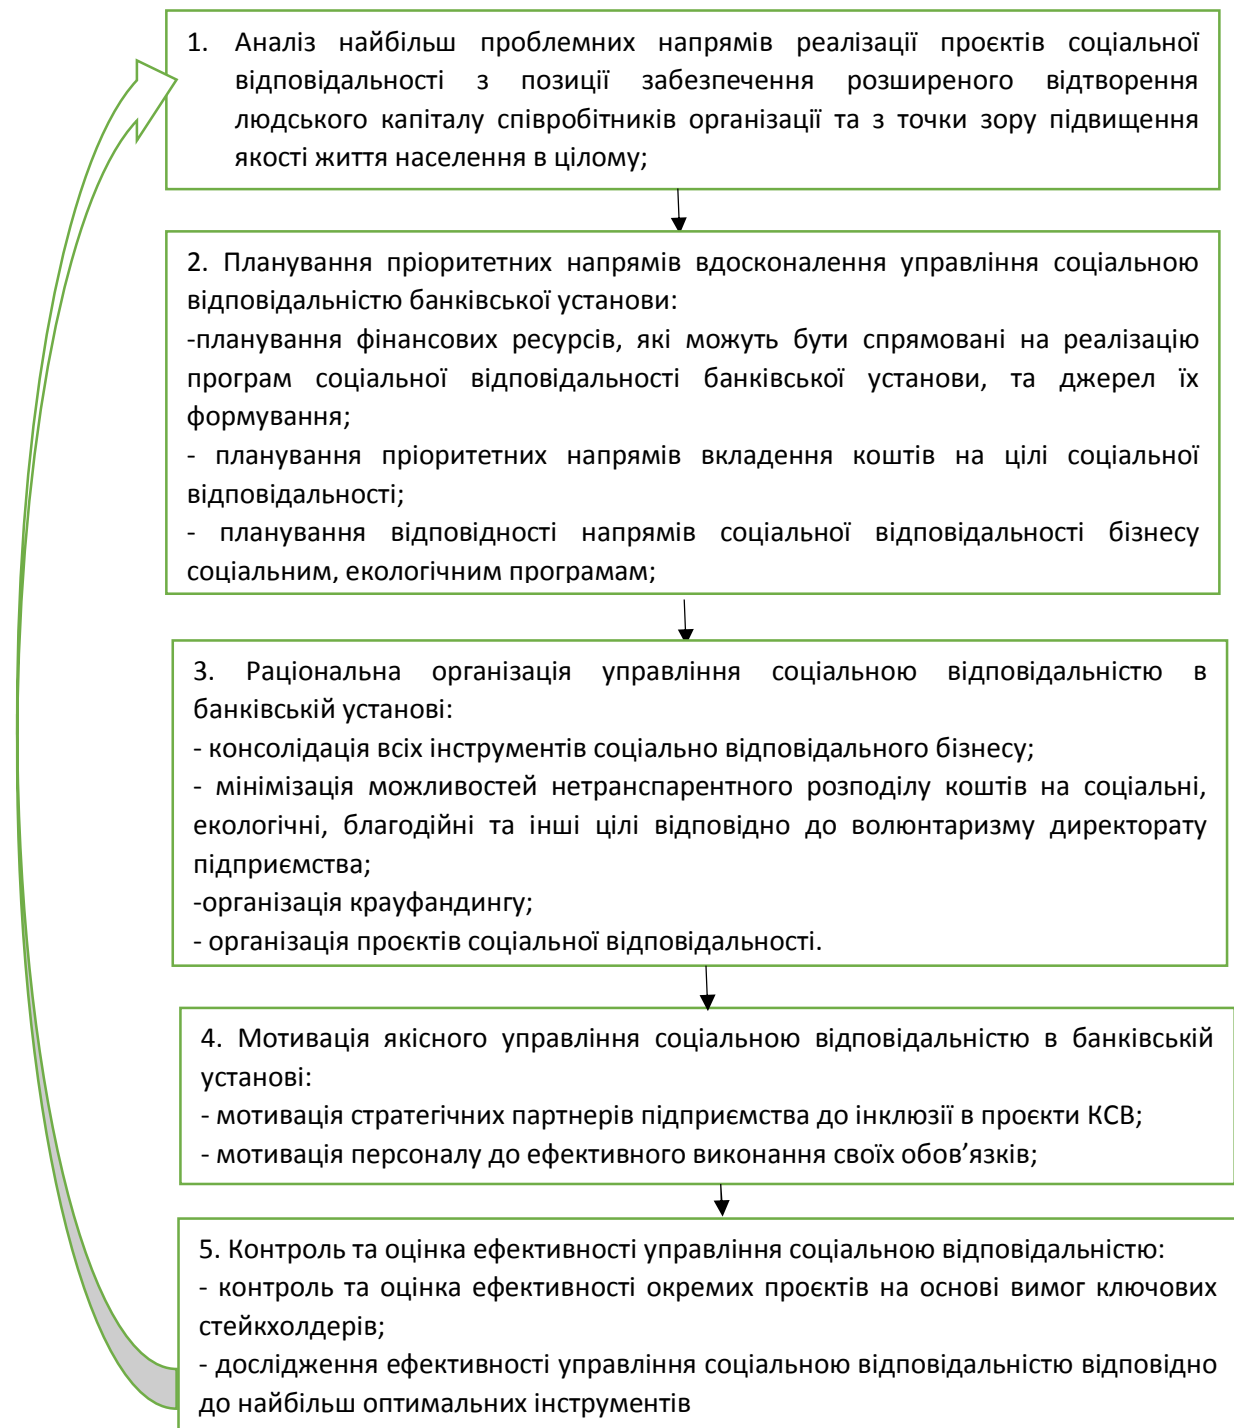 1. Аналіз найбільш проблемних напрямів реалізації проєктів соціальної
відповідальності з позиції забезпечення розширеного відтворення
людського капіталу співробітників організації та з точки зору підвищення
якості життя населення в цілому;
2. Планування пріоритетних напрямів вдосконалення управління соціальною
відповідальністю банківської установи:
-планування фінансових ресурсів, які можуть бути спрямовані на реалізацію
програм соціальної відповідальності банківської установи, та джерел їх
формування;
- планування пріоритетних напрямів вкладення коштів на цілі соціальної
відповідальності;
- планування відповідності напрямів соціальної відповідальності бізнесу
соціальним, екологічним програмам;
3. Раціональна організація управління соціальною відповідальністю в
банківській установі:
- консолідація всіх інструментів соціально відповідального бізнесу;
- мінімізація можливостей нетранспарентного розподілу коштів на соціальні,
екологічні, благодійні та інші цілі відповідно до волюнтаризму директорату
підприємства;
-організація крауфандингу;
- організація проєктів соціальної відповідальності.
4. Мотивація якісного управління соціальною відповідальністю в банківській
установі:
- мотивація стратегічних партнерів підприємства до інклюзії в проєкти КСВ;
- мотивація персоналу до ефективного виконання своїх обов’язків;
5. Контроль та оцінка ефективності управління соціальною відповідальністю:
- контроль та оцінка ефективності окремих проєктів на основі вимог ключових
стейкхолдерів;
- дослідження ефективності управління соціальною відповідальністю відповідно
до найбільш оптимальних інструментів